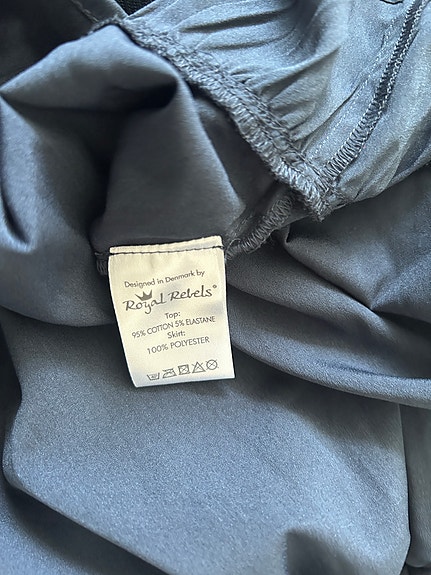 Designed in Denmark by
Royal Rebels®
Top:
95% COTTON 5% ELASTANE
Skirt:
100% POLYESTER